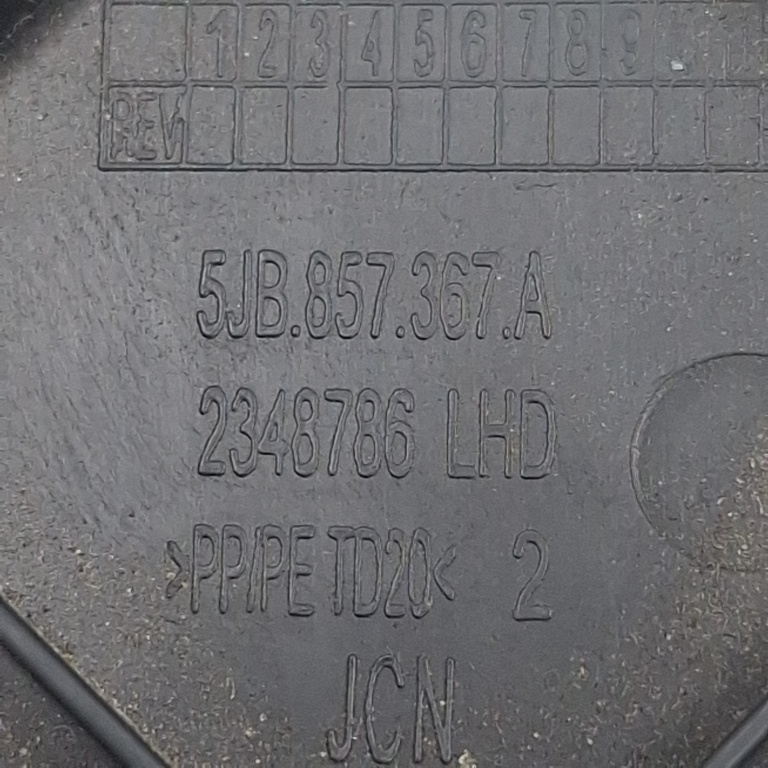 1 2 3 4 5 6 7 8 9
REV
5JB.857.367.A
2348786 LHD
>PP/PE TD20< 2
JCN